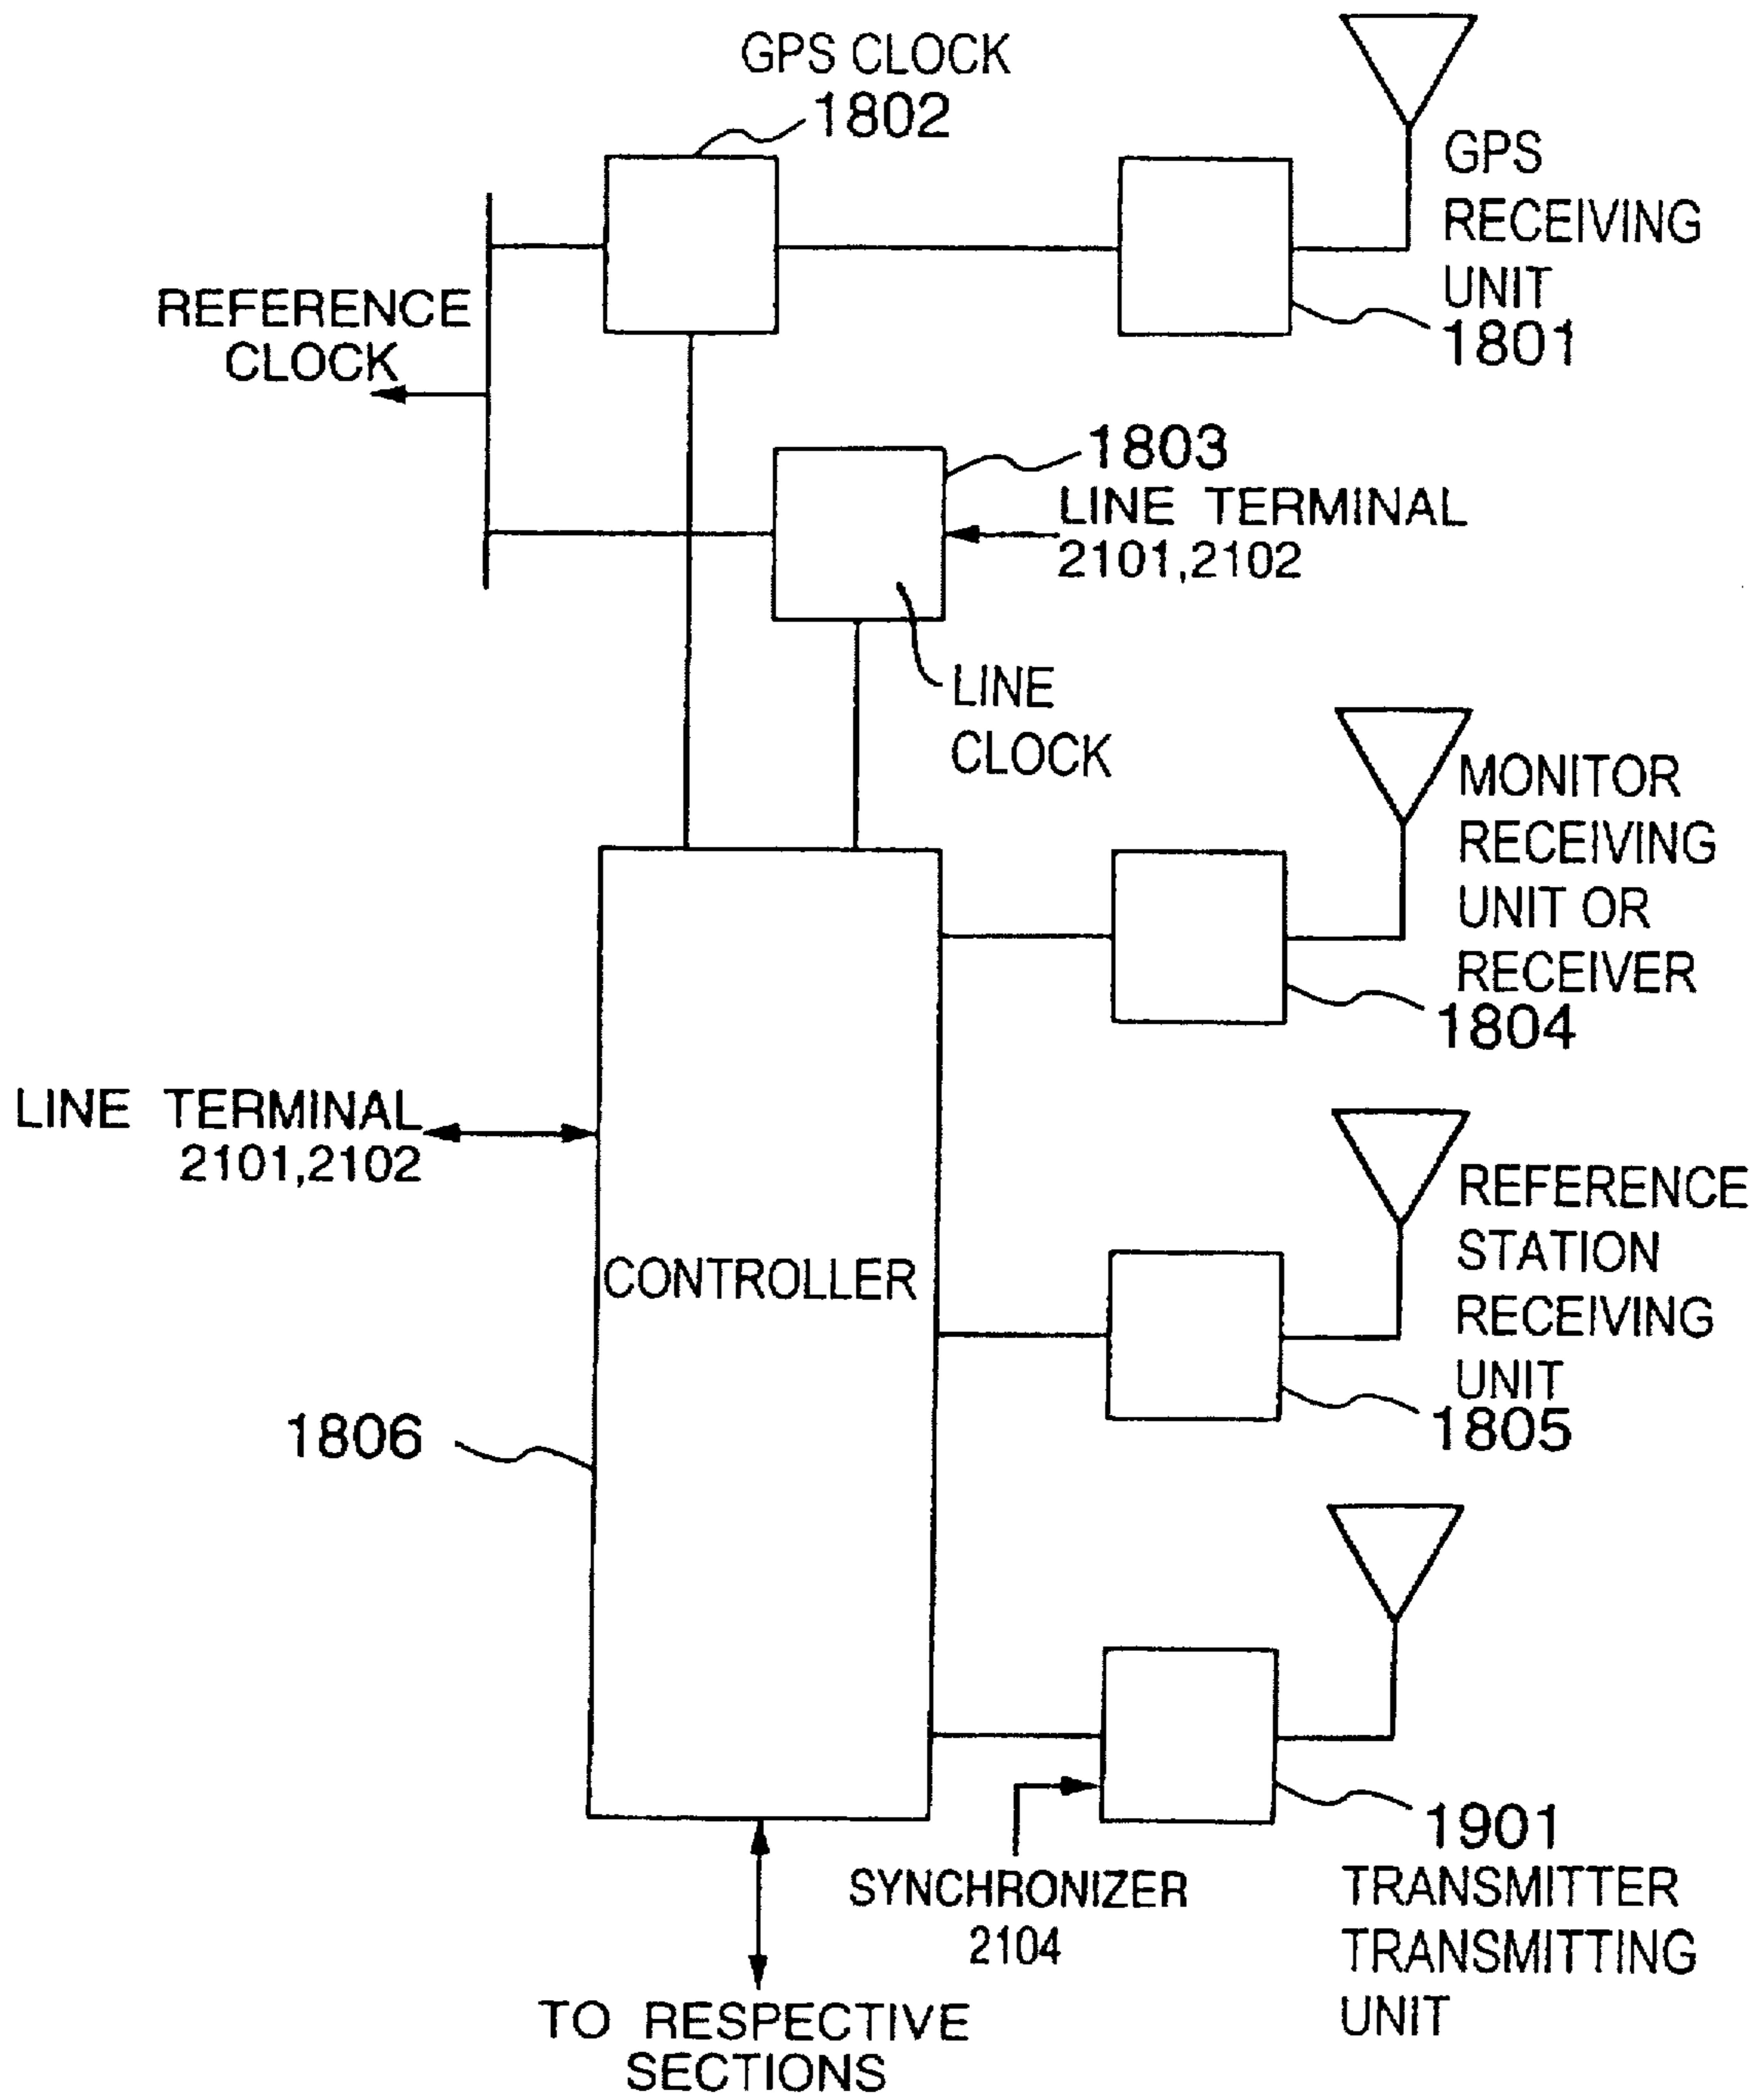 GPS CLOCK
1802
GPS
RECEIVING
UNIT
1801
REFERENCE
CLOCK
1803
LINE TERMINAL
2101,2102
LINE
CLOCK
MONITOR
RECEIVING
UNIT OR
RECEIVER
1804
LINE TERMINAL
2101,2102
REFERENCE
STATION
RECEIVING
UNIT
1805
CONTROLLER
1806
1901
TRANSMITTER
TRANSMITTING
UNIT
SYNCHRONIZER
2104
TO RESPECTIVE
SECTIONS